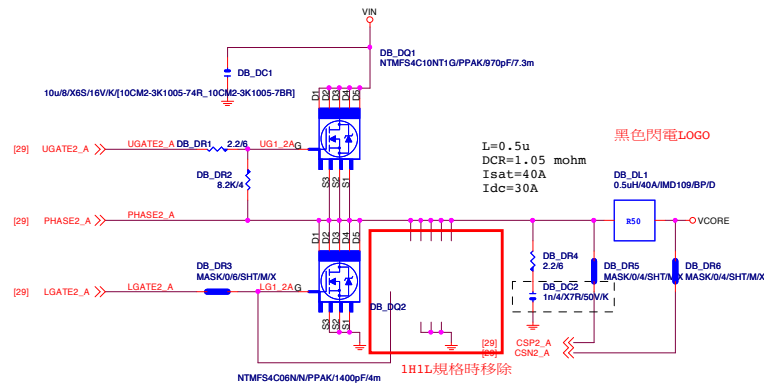 VIN
DB_DQ1
NTMFS4C10NT1G/PPAK/970pF/7.3m
DB_DC1
10u/8/X6S/16V/K/[10CM2-3K1005-74R_10CM2-3K1005-7BR]
D1 D2 D3 D4 D5
[29] UGATE2_A UGATE2_A DB_DR1 2.2/6 UG1_2A G
S3 S2 S1
DB_DR2
8.2K/4
L=0.5u
DCR=1.05 mohm
Isat=40A
Idc=30A
黑色閃電LOGO
DB_DL1
0.5uH/40A/IMD109/BP/D
[29] PHASE2_A PHASE2_A
R50
VCORE
D1 D2 D3 D4 D5
DB_DR3
MASK/0/6/SHT/M/X
[29] LGATE2_A LGATE2_A LG1_2A G
S3 S2 S1
DB_DQ2
DB_DR4
2.2/6
DB_DR5
MASK/0/4/SHT/M/X
DB_DR6
MASK/0/4/SHT/M/X
DB_DC2
1n/4/X7R/50V/K
[29] CSP2_A
[29] CSN2_A
1H1L規格時移除
NTMFS4C06N/N/PPAK/1400pF/4m